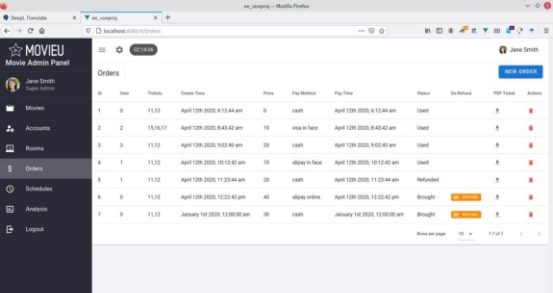 ee_vueproj — Mozilla Firefox
DeepL Translate
ee_vueproj
localhost:8080/#/Orders
MOVIEU
Movie Admin Panel
02:14:06
Jane Smith
Jane Smith
Super Admin
Orders
NEW ORDER
Movies
Accounts
Rooms
Orders
Schedules
Analysis
Logout
Id User Tickets Create Time Price Pay Method Pay Time Status Do Refund PDF Ticket Actions
1 0 11,12 April 12th 2020, 6:12:44 am 0 cash April 12th 2020, 6:12:44 am Used
2 2 15,16,17 April 12th 2020, 8:43:42 am 10 visa in face April 12th 2020, 8:43:42 am Used
3 3 11,12 April 12th 2020, 9:02:40 am 20 cash April 12th 2020, 9:02:40 am Used
4 1 11,12 April 12th 2020, 10:12:42 am 10 alipay in face April 12th 2020, 10:12:42 am Used
5 1 11,12 April 12th 2020, 11:23:44 am 20 cash April 12th 2020, 11:23:44 am Refunded
6 0 11,12 April 12th 2020, 12:22:42 pm 40 alipay online April 12th 2020, 12:22:42 pm Brought REFUND
7 0 11,12 January 1st 2020, 12:00:00 am 30 cash January 1st 2020, 12:00:00 am Brought REFUND
Rows per page: 10 1-7 of 7